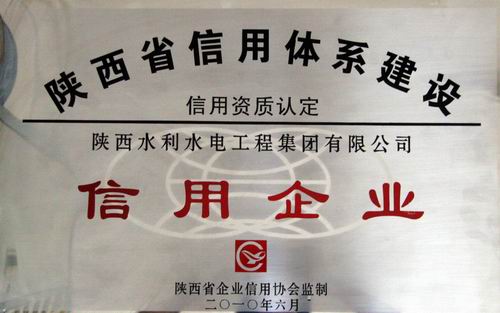 陕西省信用体系建设
信用资质认定
陕西水利水电工程集团有限公司
信用企业
陕西省企业信用协会监制
二〇一〇年六月